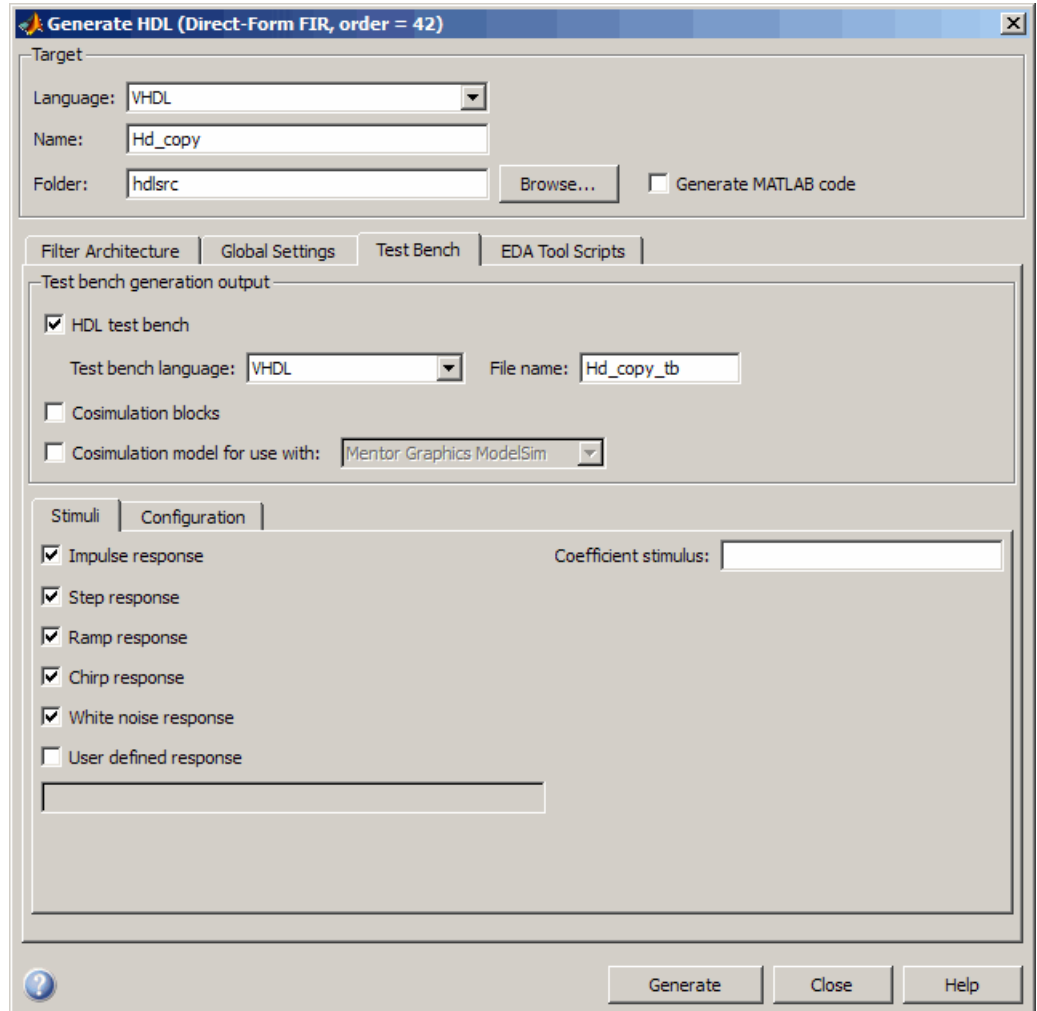 Generate HDL (Direct-Form FIR, order = 42)
Target
Language: VHDL
Name: Hd_copy
Folder: hdlsrc Browse... Generate MATLAB code
Filter Architecture Global Settings Test Bench EDA Tool Scripts
Test bench generation output
HDL test bench
Test bench language: VHDL File name: Hd_copy_tb
Cosimulation blocks
Cosimulation model for use with: Mentor Graphics ModelSim
Stimuli Configuration
Impulse response Coefficient stimulus:
Step response
Ramp response
Chirp response
White noise response
User defined response
? Generate Close Help